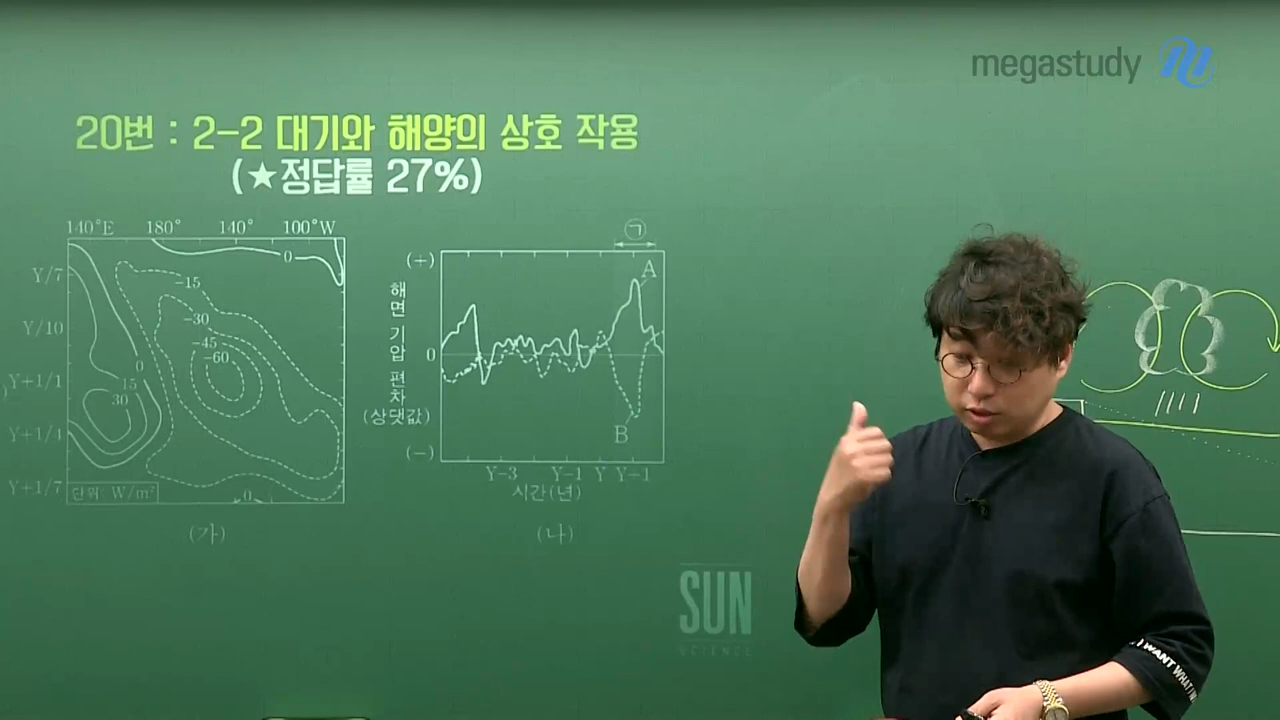 megastudy
20번 : 2-2 대기와 해양의 상호 작용
(★정답률 27%)
140°E 180° 140° 100°W
Y/7
Y/10
Y+1/1
Y+1/4
Y+1/7
0
-15
-30
-45
-60
0
15
30
단위: W/m²
0
(가)
㉠
(+)
A
해면 기압 편차
(상댓값)
0
B
(-)
Y-3 Y-1 Y Y+1
시간(년)
(나)
SUN
SCIENCE
I WANT WHAT I